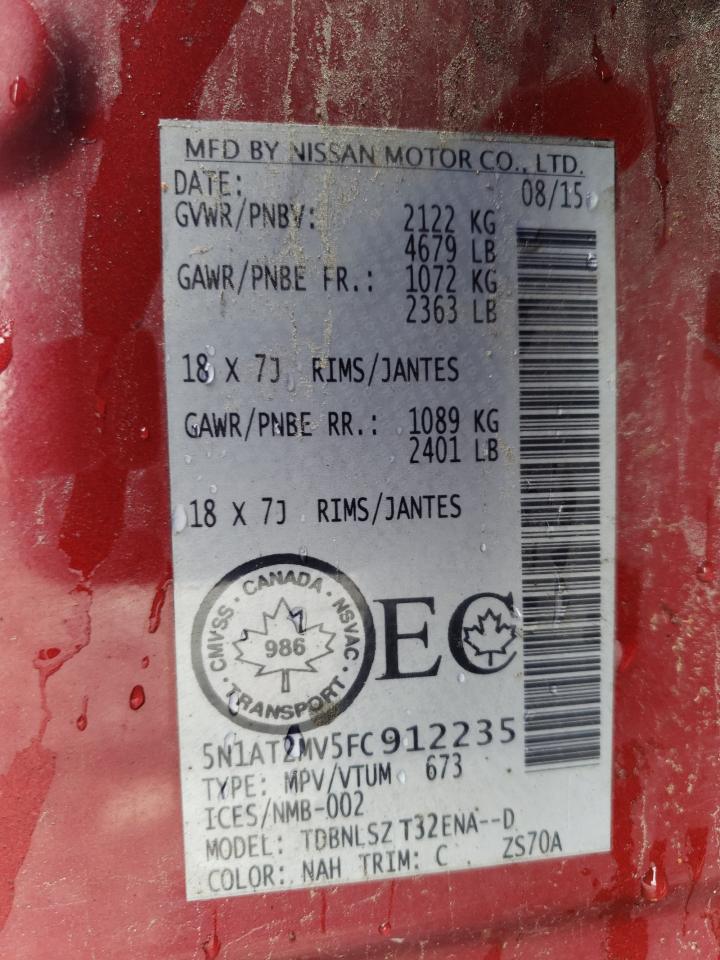 MFD BY NISSAN MOTOR CO., LTD.
DATE: 08/15
GVWR/PNBV: 2122 KG
4679 LB
GAWR/PNBE FR.: 1072 KG
2363 LB
18 X 7J RIMS/JANTES
GAWR/PNBE RR.: 1089 KG
2401 LB
18 X 7J RIMS/JANTES
CMVSS · CANADA · NSVAC · TRANSPORT ·
986
EC
5N1AT2MV5FC912235
TYPE: MPV/VTUM 673
ICES/NMB-002
MODEL: TDBNLSZ T32ENA--D
COLOR: NAH TRIM: C ZS70A